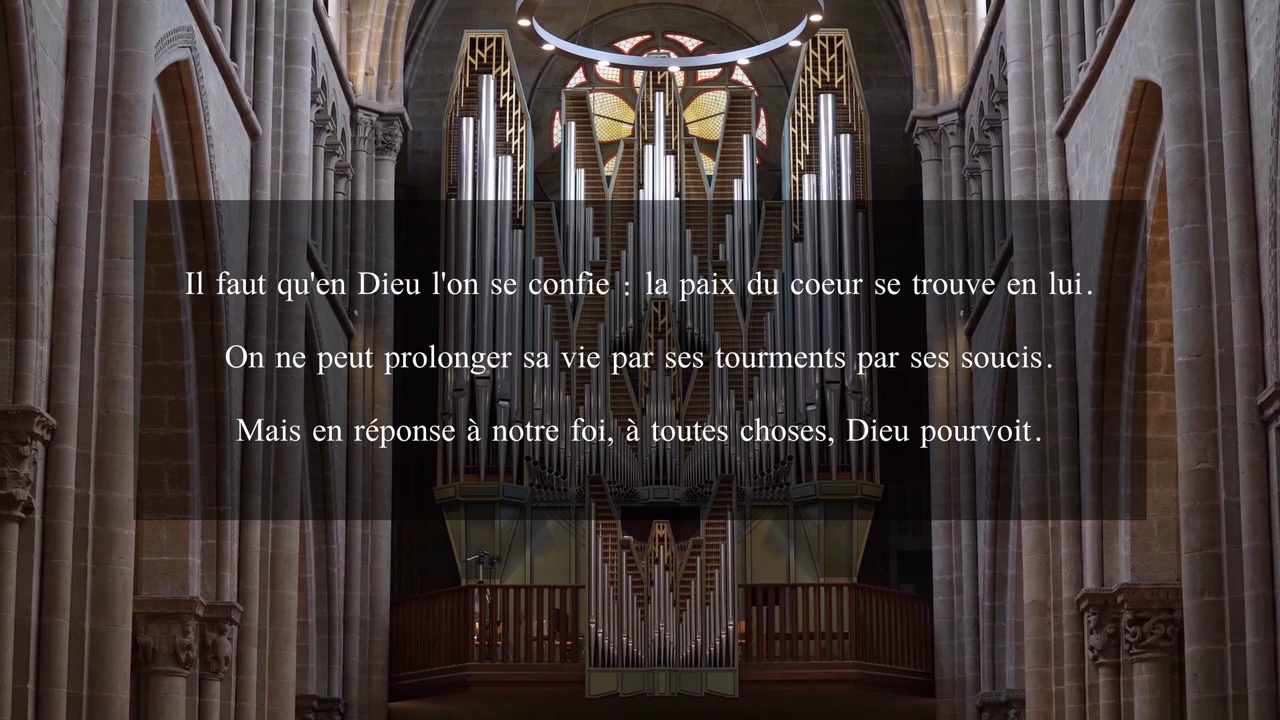 Il faut qu'en Dieu l'on se confie : la paix du coeur se trouve en lui.
On ne peut prolonger sa vie par ses tourments par ses soucis.
Mais en réponse à notre foi, à toutes choses, Dieu pourvoit.